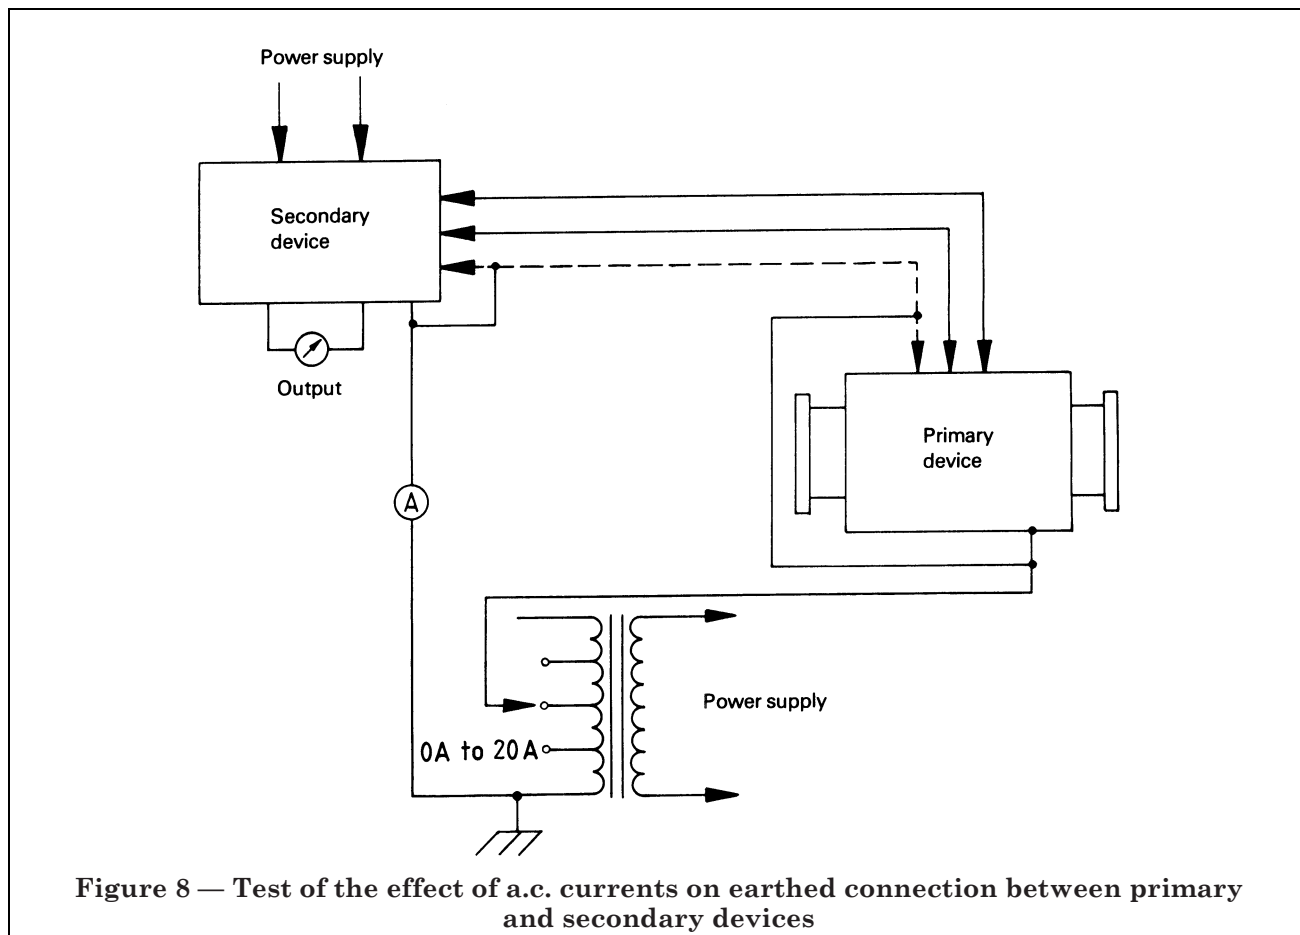 Power supply
Secondary
device
Output
Primary
device
A
Power supply
0A to 20A
Figure 8 — Test of the effect of a.c. currents on earthed connection between primary
and secondary devices